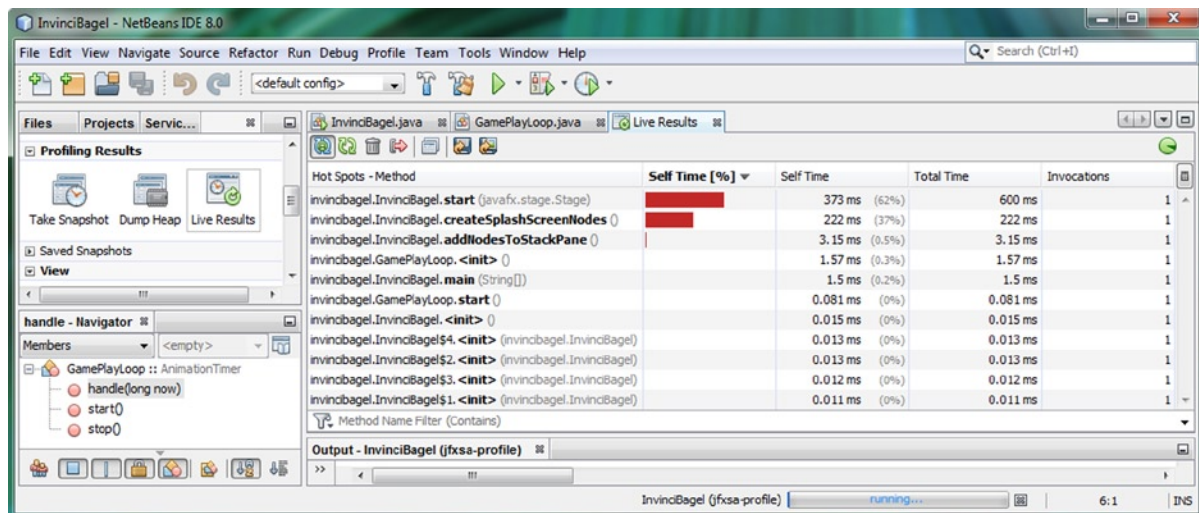 InvinciBagel - NetBeans IDE 8.0
File Edit View Navigate Source Refactor Run Debug Profile Team Tools Window Help
Search (Ctrl+I)
<default config>
Files Projects Servic...
Profiling Results
Take Snapshot Dump Heap Live Results
Saved Snapshots
View
handle - Navigator
Members <empty>
GamePlayLoop :: AnimationTimer
handle(long now)
start()
stop()
InvinciBagel.java GamePlayLoop.java Live Results
Hot Spots - Method Self Time [%] Self Time Total Time Invocations
invincibagel.InvinciBagel.start (javafx.stage.Stage) 373 ms (62%) 600 ms 1
invincibagel.InvinciBagel.createSplashScreenNodes () 222 ms (37%) 222 ms 1
invincibagel.InvinciBagel.addNodesToStackPane () 3.15 ms (0.5%) 3.15 ms 1
invincibagel.GamePlayLoop.<init> () 1.57 ms (0.3%) 1.57 ms 1
invincibagel.InvinciBagel.main (String[]) 1.5 ms (0.2%) 1.5 ms 1
invincibagel.GamePlayLoop.start () 0.081 ms (0%) 0.081 ms 1
invincibagel.InvinciBagel.<init> () 0.015 ms (0%) 0.015 ms 1
invincibagel.InvinciBagel$4.<init> (invincibagel.InvinciBagel) 0.013 ms (0%) 0.013 ms 1
invincibagel.InvinciBagel$2.<init> (invincibagel.InvinciBagel) 0.013 ms (0%) 0.013 ms 1
invincibagel.InvinciBagel$3.<init> (invincibagel.InvinciBagel) 0.012 ms (0%) 0.012 ms 1
invincibagel.InvinciBagel$1.<init> (invincibagel.InvinciBagel) 0.011 ms (0%) 0.011 ms 1
Method Name Filter (Contains)
Output - InvinciBagel (jfxsa-profile)
InvinciBagel (jfxsa-profile) running... 6:1 INS